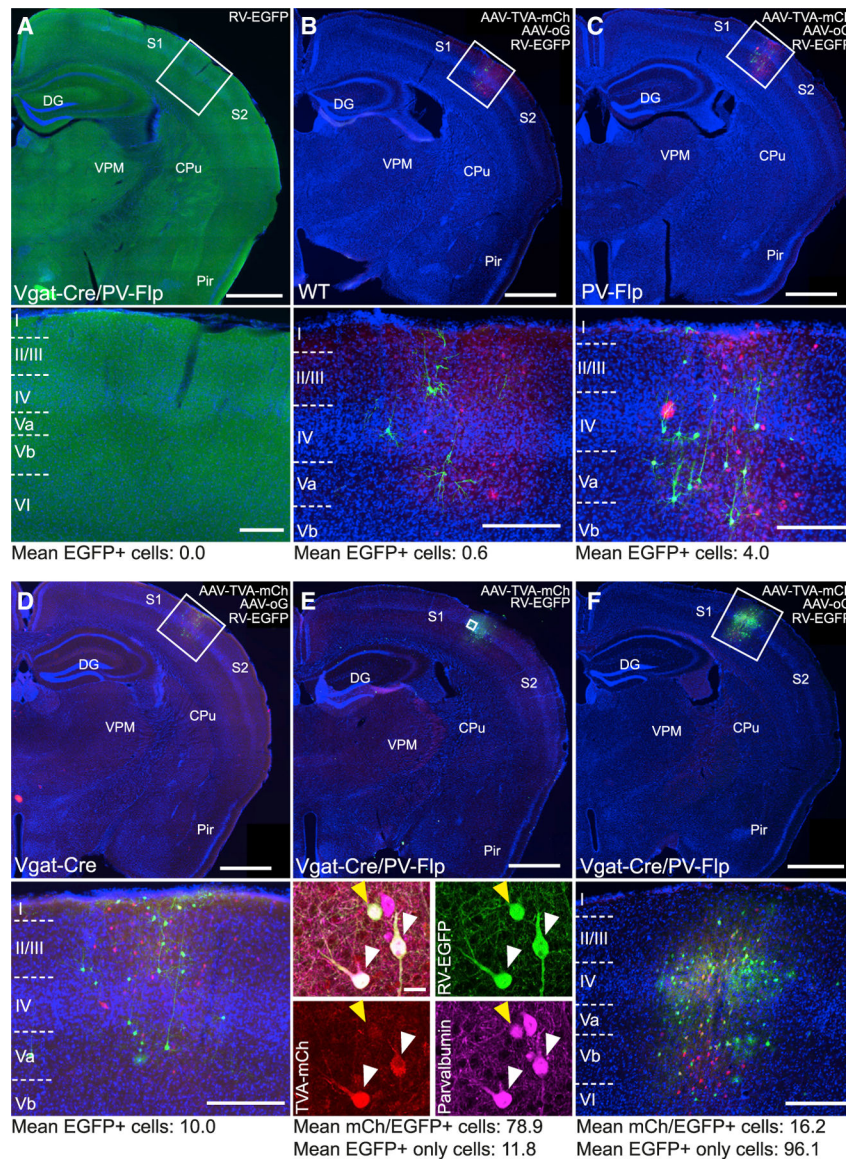 A
RV-EGFP
S1
S2
DG
VPM
CPu
Pir
Vgat-Cre/PV-Flp
I
II/III
IV
Va
Vb
VI
Mean EGFP+ cells: 0.0
B
AAV-TVA-mCh
AAV-oG
RV-EGFP
S1
S2
DG
VPM
CPu
Pir
WT
I
II/III
IV
Va
Vb
Mean EGFP+ cells: 0.6
C
AAV-TVA-mCh
AAV-oG
RV-EGFP
S1
S2
DG
VPM
CPu
Pir
PV-Flp
I
II/III
IV
Va
Vb
Mean EGFP+ cells: 4.0
D
AAV-TVA-mCh
AAV-oG
RV-EGFP
S1
S2
DG
VPM
CPu
Pir
Vgat-Cre
I
II/III
IV
Va
Vb
Mean EGFP+ cells: 10.0
E
AAV-TVA-mCh
RV-EGFP
S1
S2
DG
VPM
CPu
Pir
Vgat-Cre/PV-Flp
RV-EGFP
TVA-mCh
Parvalbumin
Mean mCh/EGFP+ cells: 78.9
Mean EGFP+ only cells: 11.8
F
AAV-TVA-mCh
AAV-oG
RV-EGFP
S1
S2
DG
VPM
CPu
Pir
Vgat-Cre/PV-Flp
I
II/III
IV
Va
Vb
VI
Mean mCh/EGFP+ cells: 16.2
Mean EGFP+ only cells: 96.1